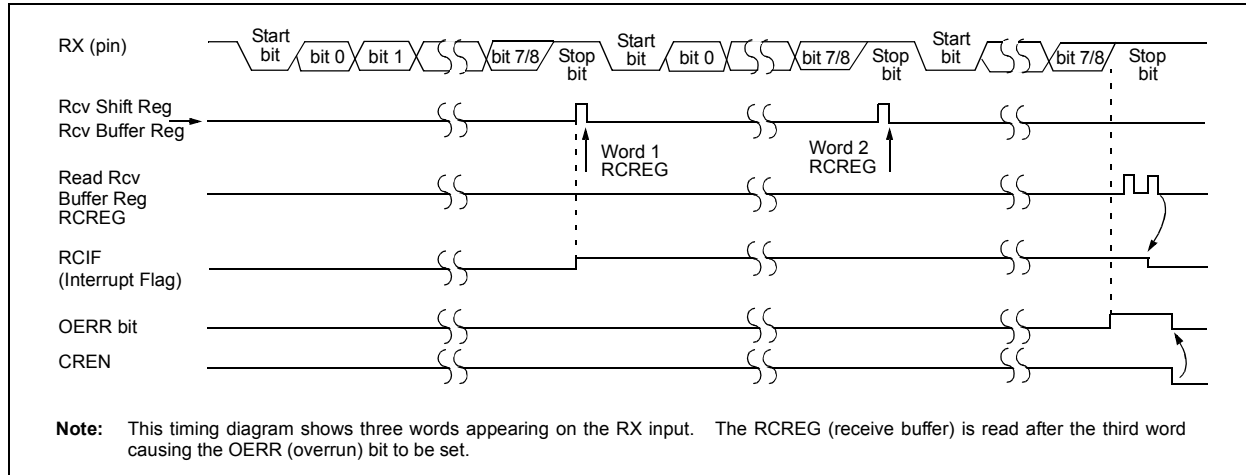 RX (pin)
Start
bit
bit 0
bit 1
bit 7/8
Stop
bit
Start
bit
bit 0
bit 7/8
Stop
bit
Start
bit
bit 7/8
Stop
bit
Rcv Shift Reg
Rcv Buffer Reg
Word 1
RCREG
Word 2
RCREG
Read Rcv
Buffer Reg
RCREG
RCIF
(Interrupt Flag)
OERR bit
CREN
Note: This timing diagram shows three words appearing on the RX input. The RCREG (receive buffer) is read after the third word
causing the OERR (overrun) bit to be set.